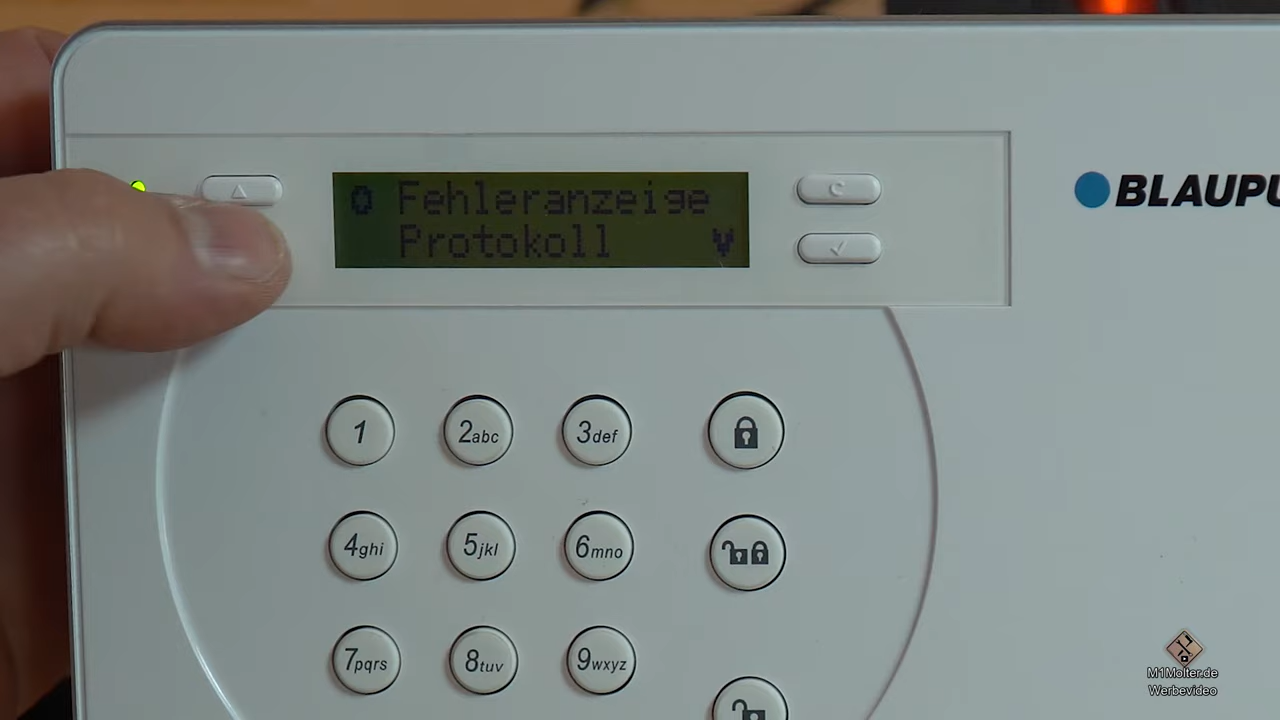 Fehleranzeige
Protokoll
C
BLAUPU
1
2abc
3def
4ghi
5jkl
6mno
7pqrs
8tuv
9wxyz
M1Molter.de
Werbevideo